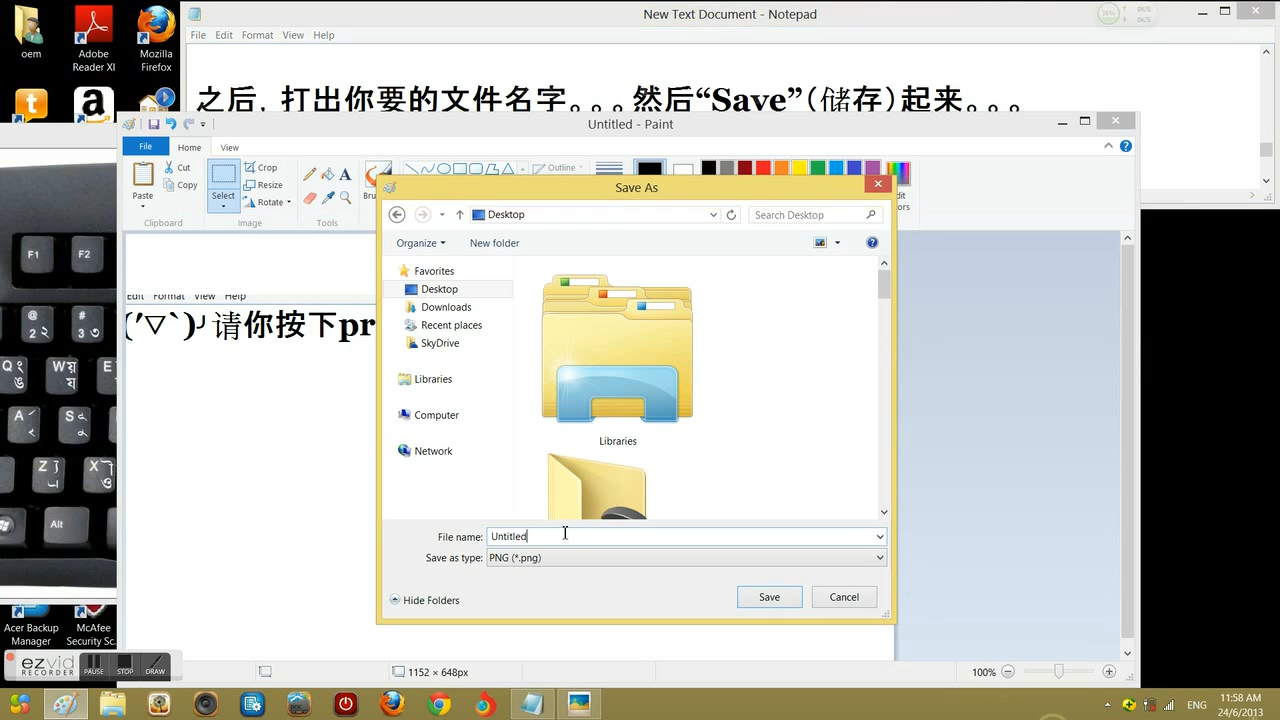 New Text Document - Notepad
File Edit Format View Help
之后，打出你要的文件名字。。。然后“Save”(储存)起来。。。
oem
Adobe Reader XI
Mozilla Firefox
Untitled - Paint
File Home View
Paste
Cut
Copy
Clipboard
Select
Crop
Resize
Rotate
Image
Tools
Outline
Save As
Desktop
Search Desktop
Organize
New folder
Favorites
Desktop
Downloads
Recent places
SkyDrive
Libraries
Computer
Network
Libraries
Edit Format View Help
(′▽`)╯请你按下pr
File name: Untitled
Save as type: PNG (*.png)
Hide Folders
Save
Cancel
F1
F2
Alt
Acer Backup Manager
McAfee Security Sc...
ezvid
RECORDER
PAUSE
STOP
DRAW
1152 × 648px
100%
ENG
11:58 AM
24/6/2013